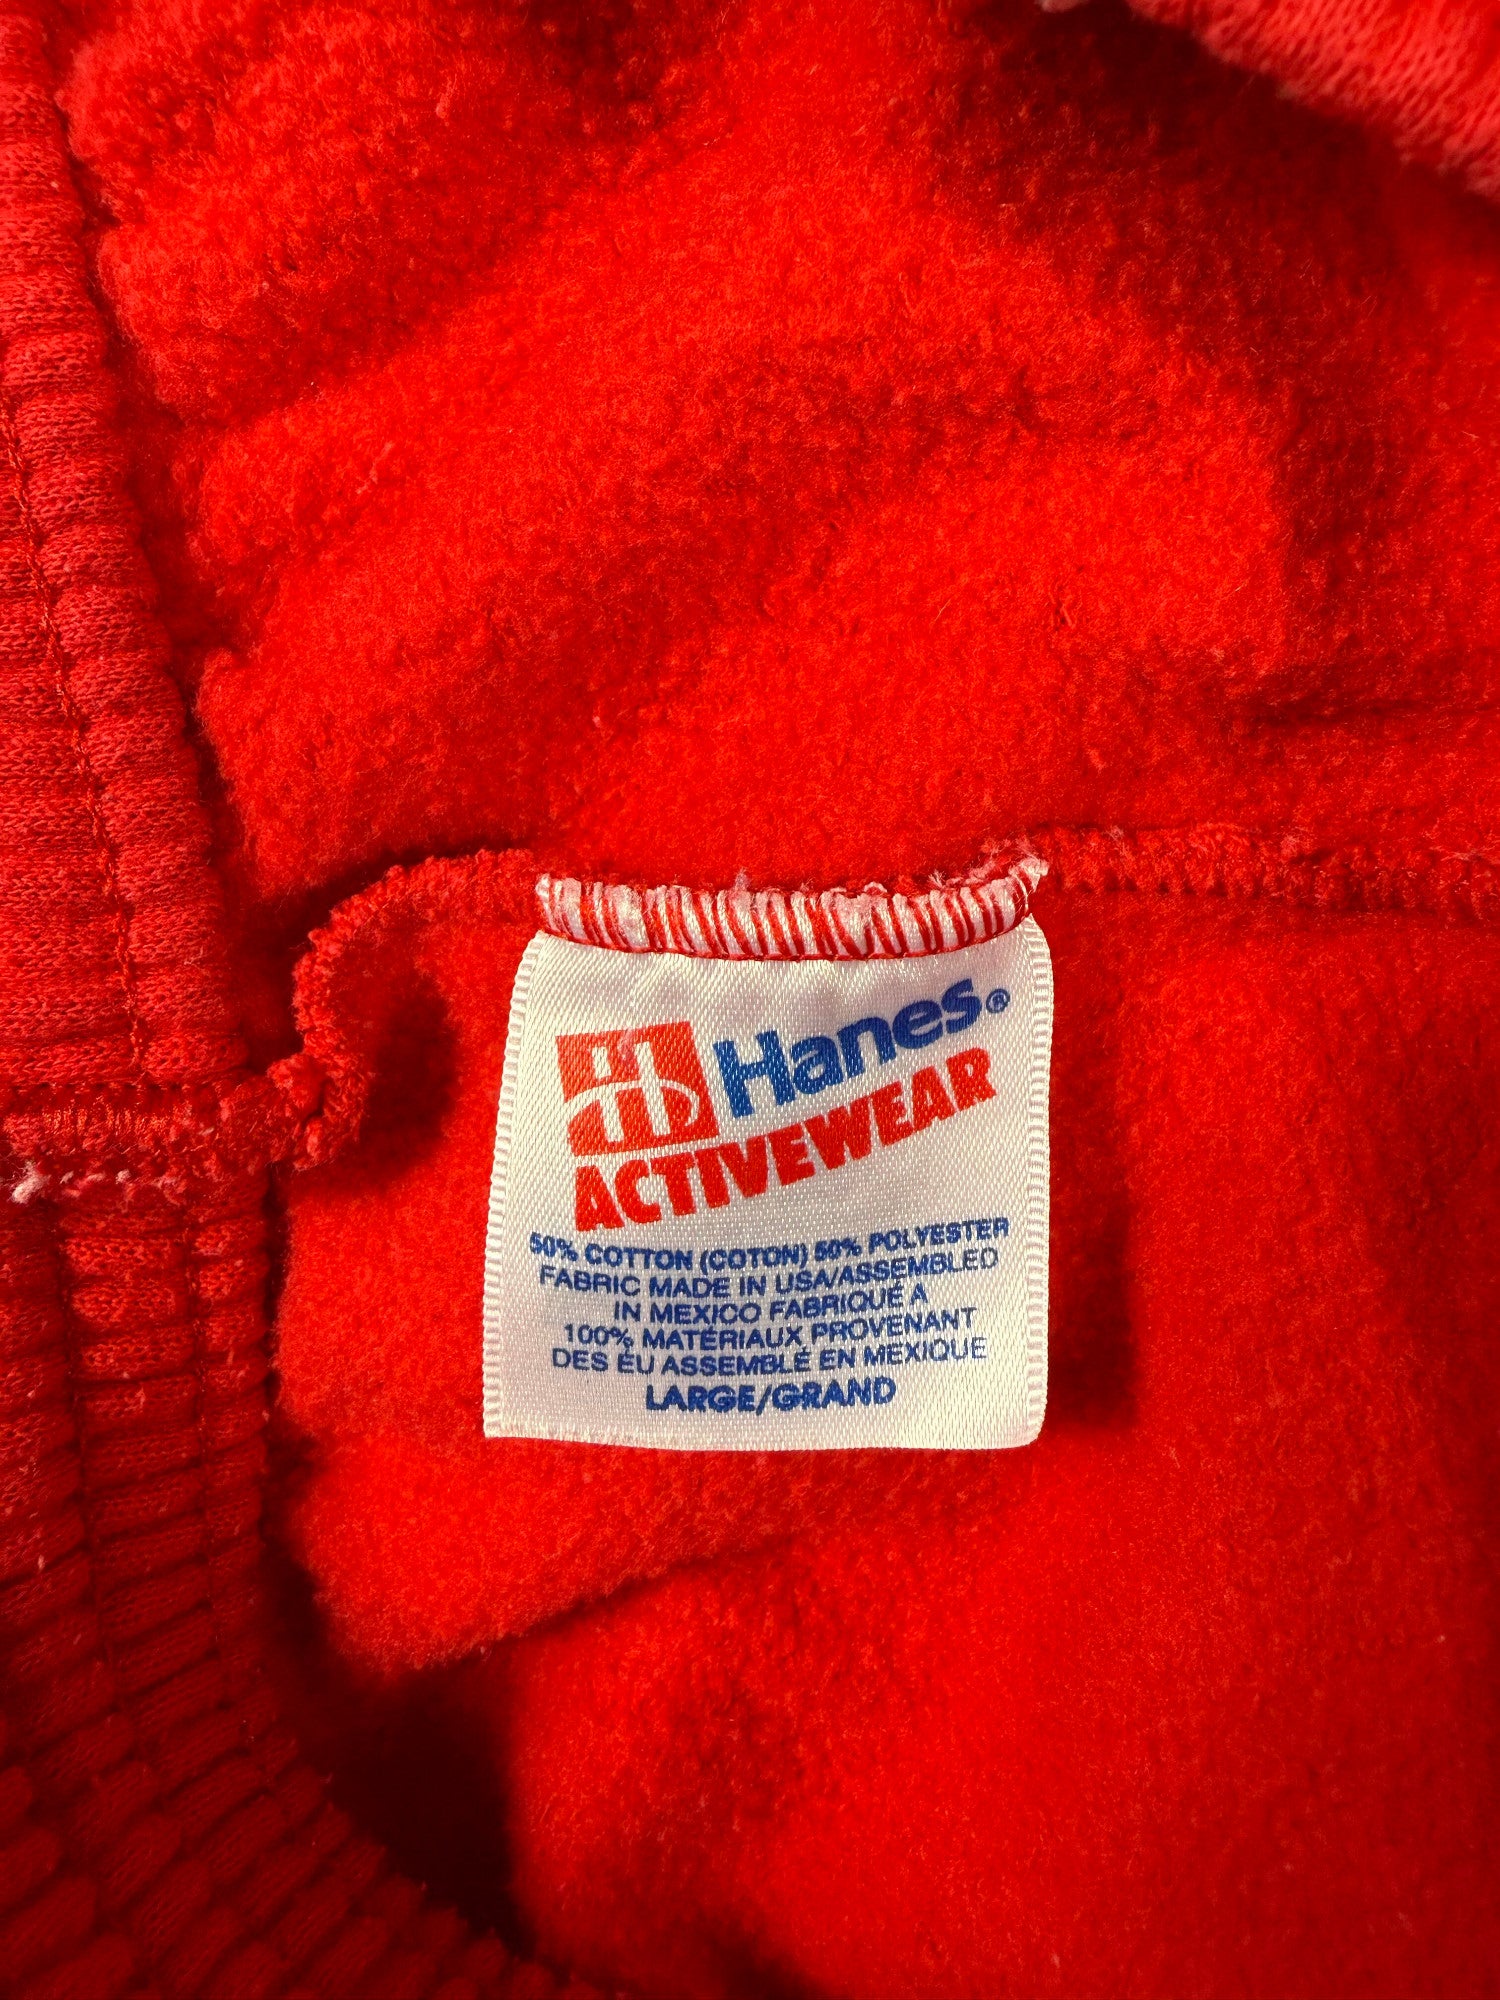 Hanes®
ACTIVEWEAR
50% COTTON (COTON) 50% POLYESTER
FABRIC MADE IN USA/ASSEMBLED
IN MEXICO FABRIQUÉ À
100% MATÉRIAUX PROVENANT
DES ÉU ASSEMBLÉ EN MEXIQUE
LARGE/GRAND